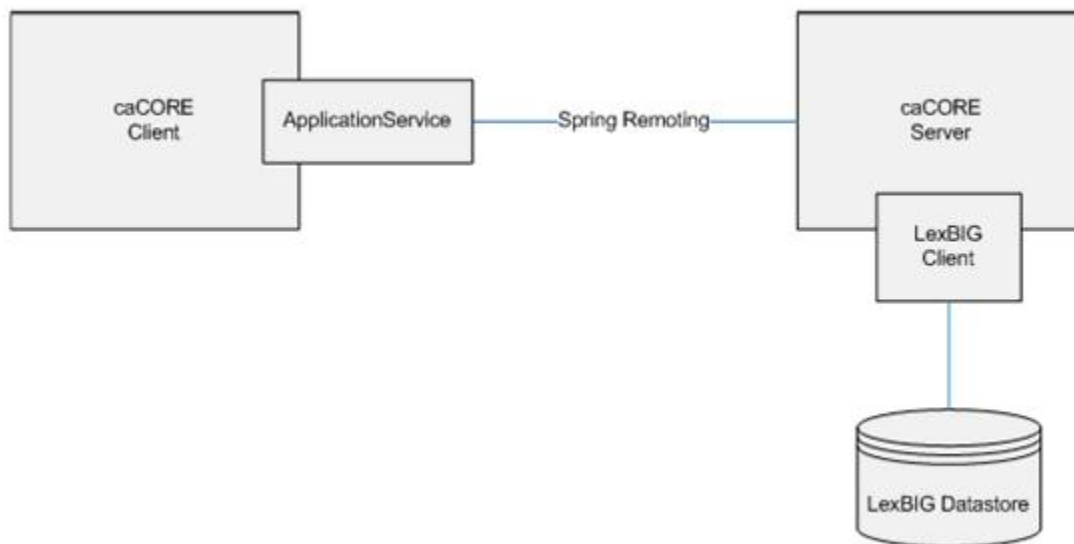 caCORE
Client
ApplicationService
Spring Remoting
caCORE
Server
LexBIG
Client
LexBIG Datastore